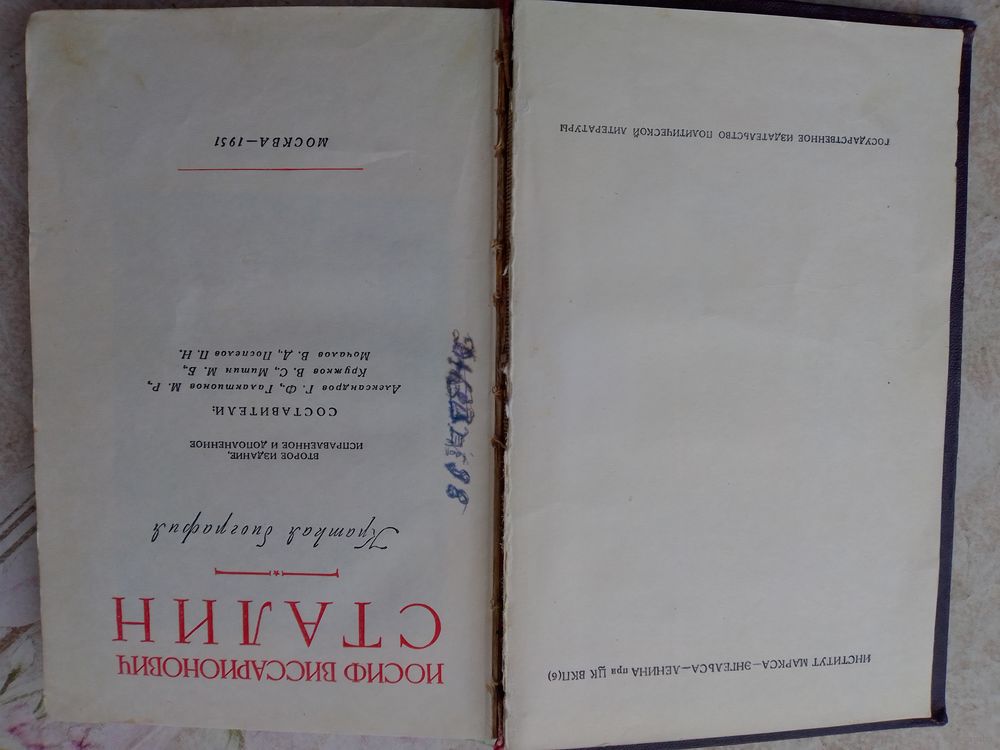 ИНСТИТУТ МАРКСА—ЭНГЕЛЬСА—ЛЕНИНА при ЦК ВКП(б)
ГОСУДАРСТВЕННОЕ ИЗДАТЕЛЬСТВО ПОЛИТИЧЕСКОЙ ЛИТЕРАТУРЫ
ИОСИФ ВИССАРИОНОВИЧ
СТАЛИН
Краткая биография
ВТОРОЕ ИЗДАНИЕ,
ИСПРАВЛЕННОЕ И ДОПОЛНЕННОЕ
СОСТАВИТЕЛИ:
Александров Г. Ф., Галактионов М. Р.,
Кружков В. С., Митин М. Б.,
Мочалов В. Д., Поспелов П. Н.
МОСКВА—1951